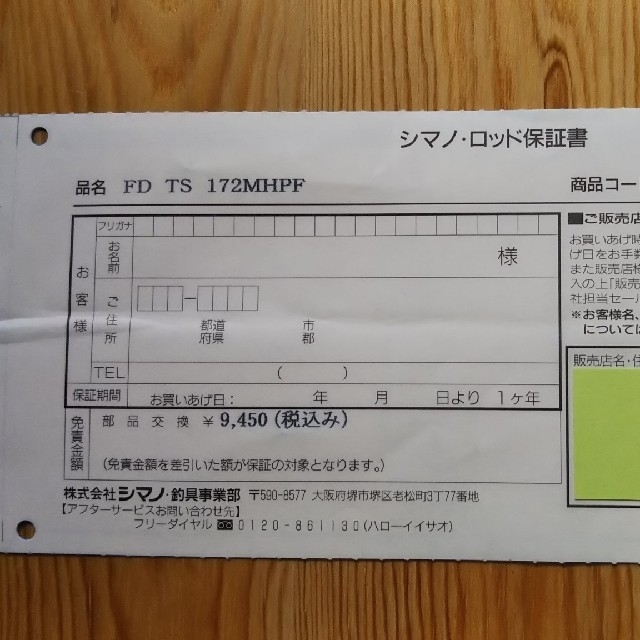 シマノ・ロッド保証書
品名 FD TS 172MHPF
商品コー
フリガナ
お名前
様
お客様
ご住所
都道府県
市郡
TEL ( )
保証期間 お買いあげ日： 年 月 日より 1ヶ年
免責金額
部品交換 ¥9,450(税込み)
(免責金額を差引いた額が保証の対象となります。)
株式会社シマノ・釣具事業部 〒590-8577 大阪府堺市堺区老松町3丁77番地
【アフターサービスお問い合わせ先】
フリーダイヤル 0120-861130(ハローイイサオ)
■ご販売店
お買いあげ時
げ日をお手数
また販売店様
入の上「販売
社担当セー
※お客様名、
については
販売店名・住